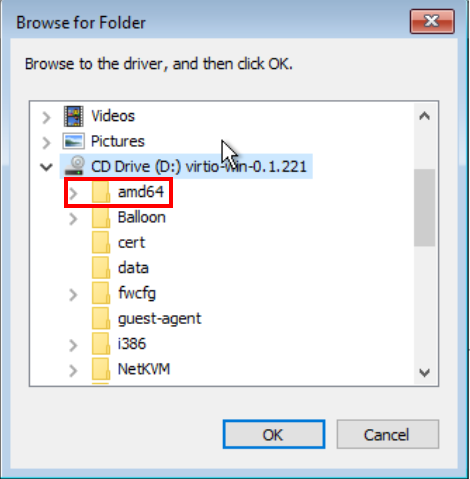 Browse for Folder
Browse to the driver, and then click OK.
Videos
Pictures
CD Drive (D:) virtio-win-0.1.221
amd64
Balloon
cert
data
fwcfg
guest-agent
i386
NetKVM
OK
Cancel